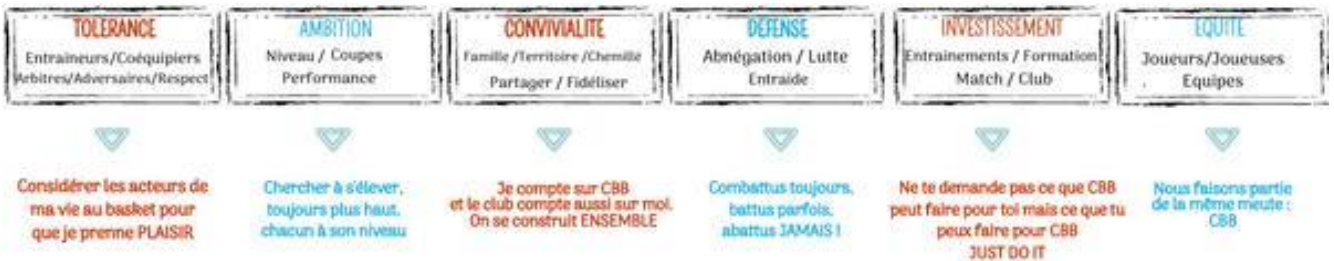 TOLERANCE
Entraineurs/Coéquipiers
Arbitres/Adversaires/Respect
Considérer les acteurs de
ma vie au basket pour
que je prenne PLAISIR
AMBITION
Niveau / Coupes
Performance
Chercher à s'élever,
toujours plus haut,
chacun à son niveau
CONVIVIALITE
Famille /Territoire /Chemille
Partager / Fidéliser
Je compte sur CBB
et le club compte aussi sur moi.
On se construit ENSEMBLE
DEFENSE
Abnégation / Lutte
Entraide
Combattus toujours,
battus parfois,
abattus JAMAIS !
INVESTISSEMENT
Entrainements / Formation
Match / Club
Ne te demande pas ce que CBB
peut faire pour toi mais ce que tu
peux faire pour CBB
JUST DO IT
EQUITE
Joueurs/Joueuses
Equipes
Nous faisons partie
de la même meute :
CBB